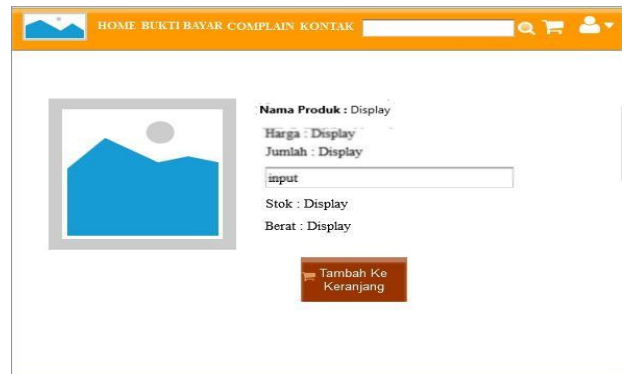 HOME BUKTI BAYAR COMPLAIN KONTAK
Nama Produk : Display
Harga : Display
Jumlah : Display
input
Stok : Display
Berat : Display
Tambah Ke
Keranjang